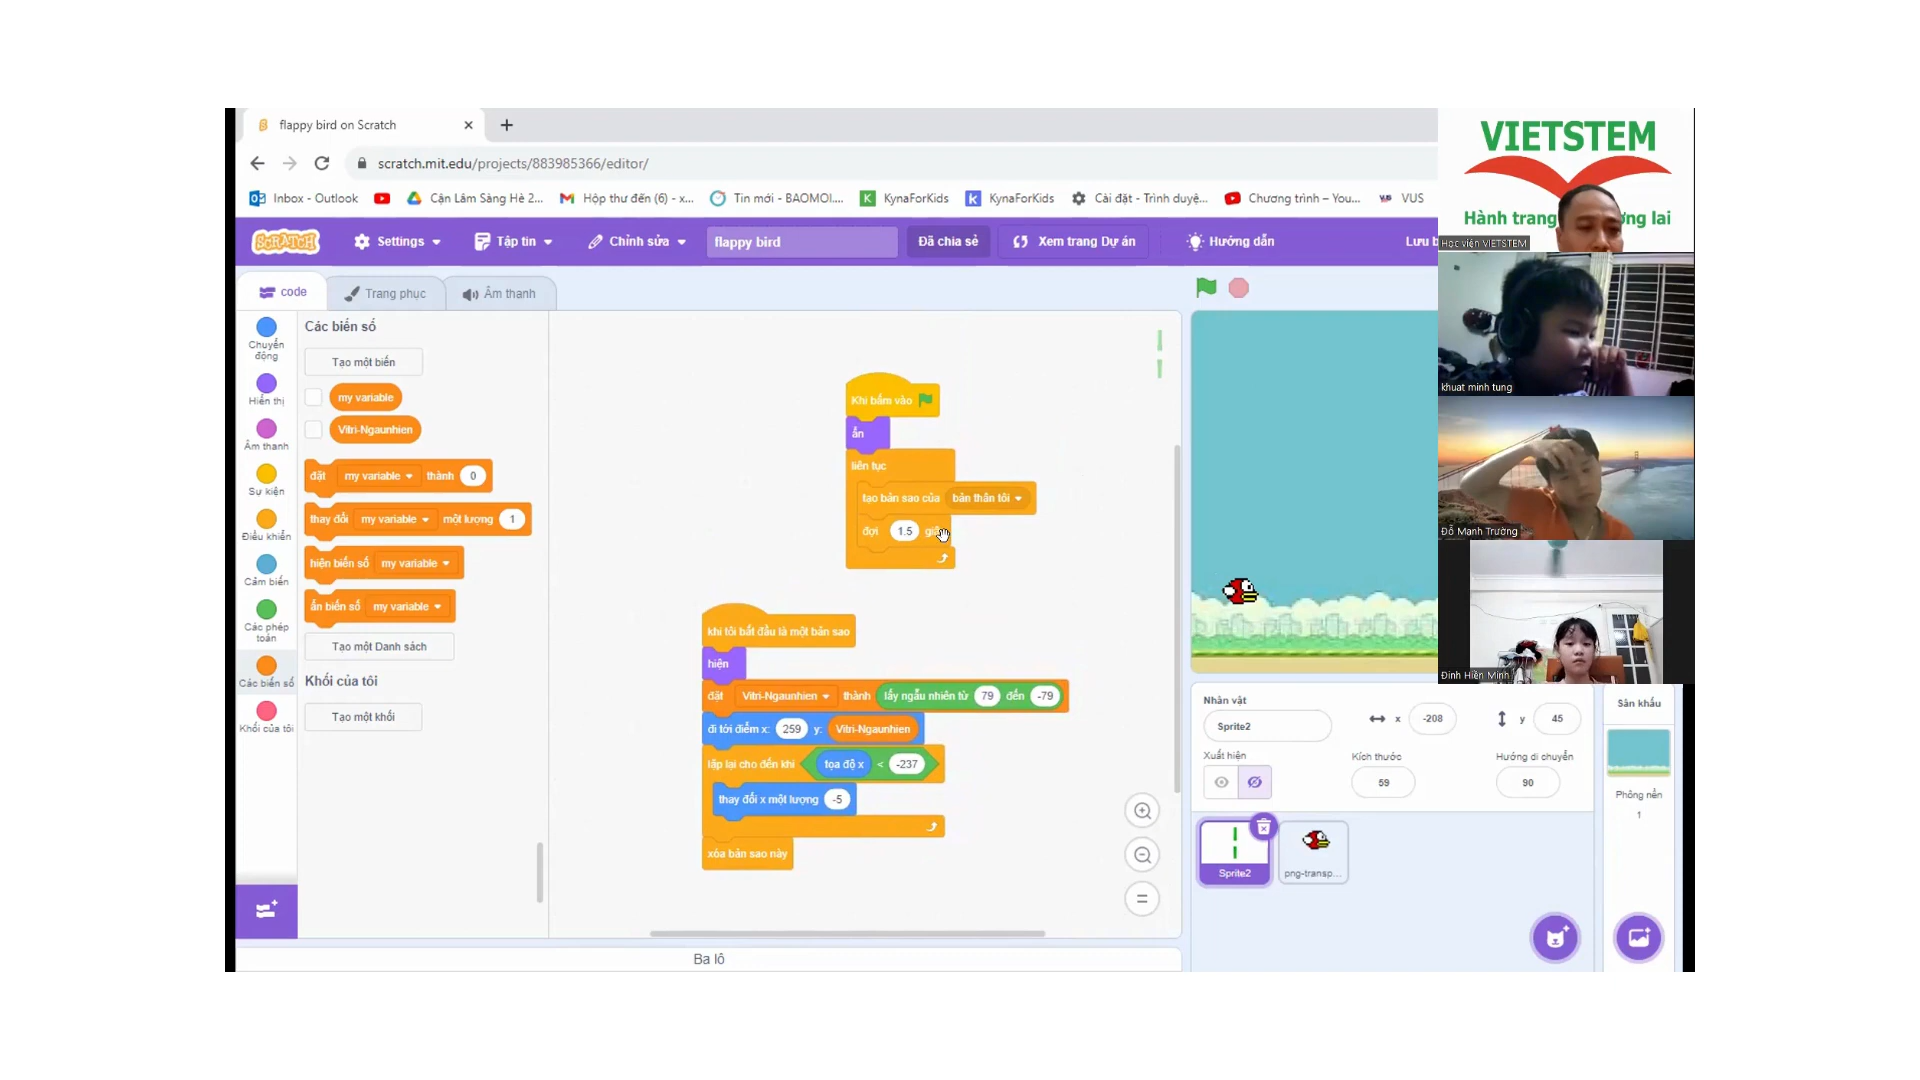 flappy bird on Scratch
scratch.mit.edu/projects/883985366/editor/
Inbox - Outlook
Cận Lâm Sàng Hè 2...
Hộp thư đến (6) - x...
Tin mới - BAOMOI....
KynaForKids
KynaForKids
Cài đặt - Trình duyệ...
Chương trình – You...
VUS
SCRATCH
Settings
Tập tin
Chỉnh sửa
flappy bird
Đã chia sẻ
Xem trang Dự án
Hướng dẫn
code
Trang phục
Âm thanh
Chuyển động
Hiển thị
Âm thanh
Sự kiện
Điều khiển
Cảm biến
Các phép toán
Các biến số
Khối của tôi
Các biến số
Tạo một biến
my variable
Vitri-Ngaunhien
đặt my variable thành 0
thay đổi my variable một lượng 1
hiện biến số my variable
ẩn biến số my variable
Tạo một Danh sách
Khối của tôi
Tạo một khối
Khi bấm vào
ẩn
liên tục
tạo bản sao của bản thân tôi
đợi 1.5
khi tôi bắt đầu là một bản sao
hiện
đặt Vitri-Ngaunhien thành lấy ngẫu nhiên từ 79 đến -79
đi tới điểm x: 259 y: Vitri-Ngaunhien
lặp lại cho đến khi tọa độ x < -237
thay đổi x một lượng -5
xóa bản sao này
Ba lô
VIETSTEM
Hành trang
Học viện VIETSTEM
khuat minh tung
Đỗ Mạnh Trường
Đinh Hiền Minh
Nhân vật
Sprite2
x -208
y 45
Xuất hiện
Kích thước
59
Hướng di chuyển
90
Sprite2
png-transp...
Sân khấu
Phông nền
1